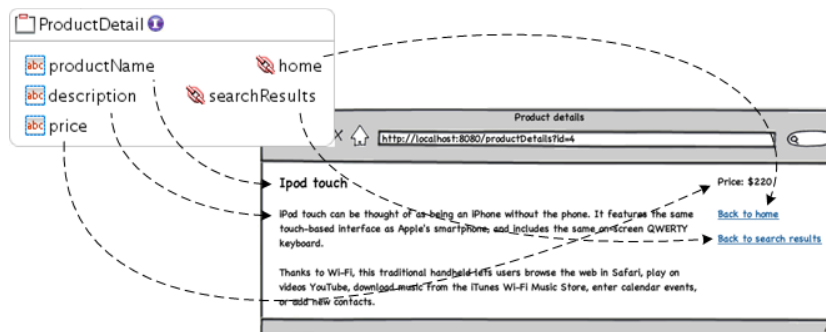 ProductDetail I
abc productName
home
abc description
searchResults
abc price
Product details
http://localhost:8080/productDetails?id=4
Ipod touch
Price: $220/
iPod touch can be thought of as being an iPhone without the phone. It features the same
touch-based interface as Apple's smartphone, and includes the same on-screen QWERTY
keyboard.
Back to home
Back to search results
Thanks to Wi-Fi, this traditional handheld lets users browse the web in Safari, play on
videos YouTube, download music from the iTunes Wi-Fi Music Store, enter calendar events,
or add new contacts.